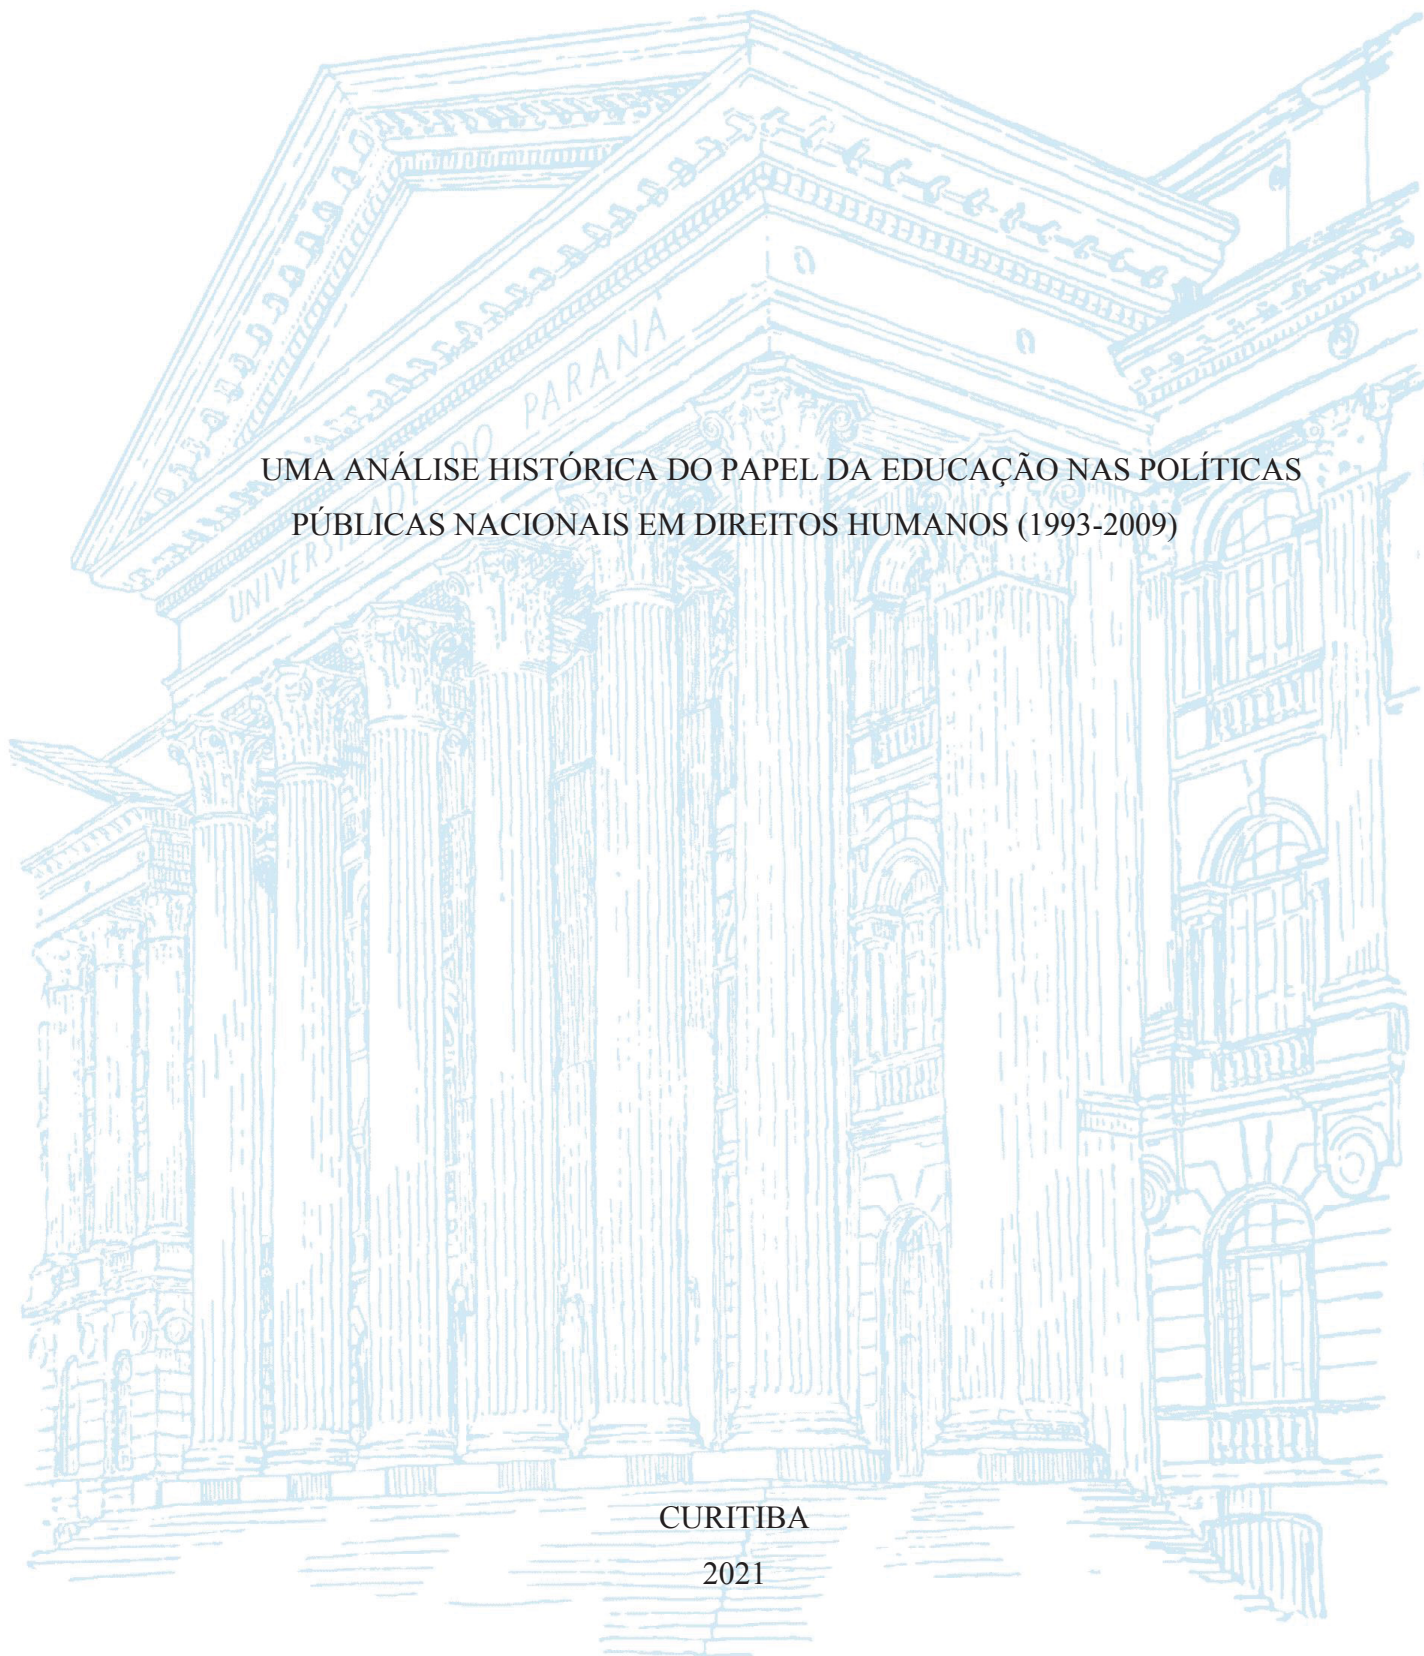 UNIVERSIDADE DO PARANÁ
UMA ANÁLISE HISTÓRICA DO PAPEL DA EDUCAÇÃO NAS POLÍTICAS
PÚBLICAS NACIONAIS EM DIREITOS HUMANOS (1993-2009)
CURITIBA
2021